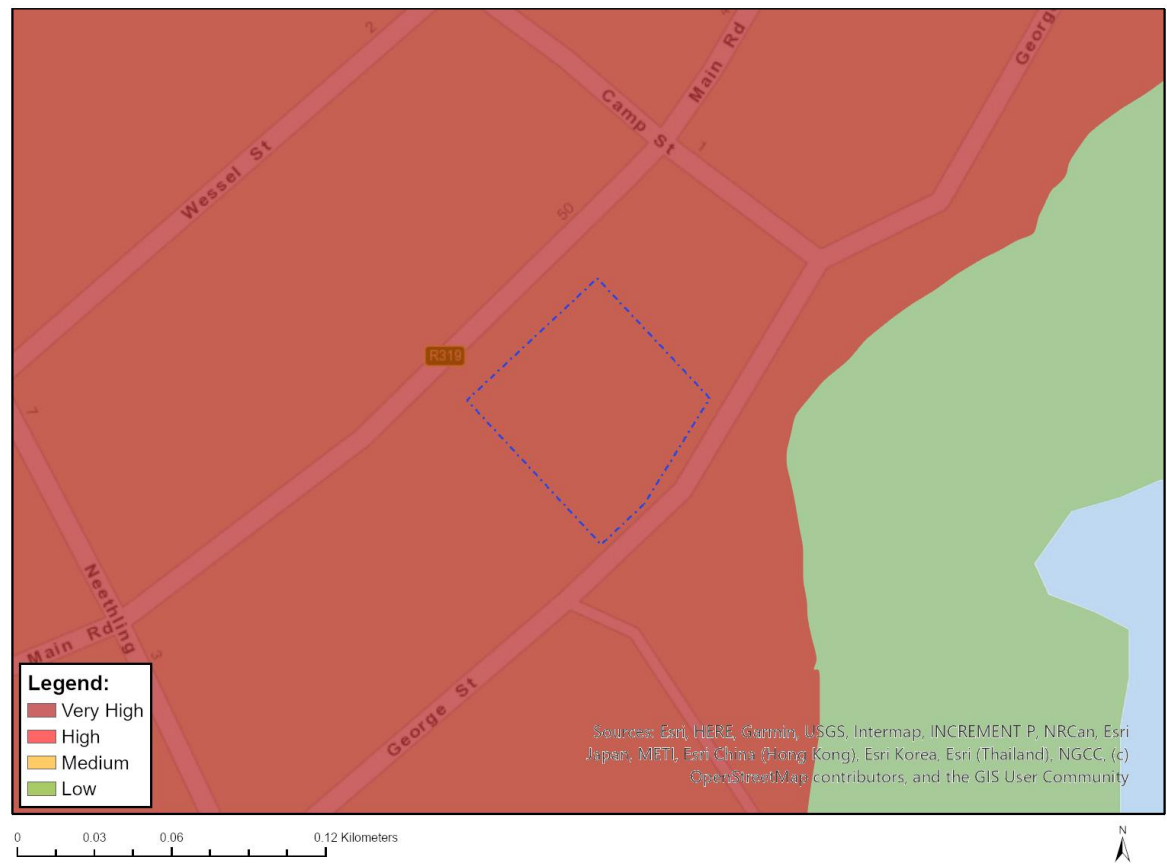 2
Wessel St
Camp St
1
Main Rd
George
50
R319
7
Neethling
3
Main Rd
George St
Legend:
Very High
High
Medium
Low
Sources: Esri, HERE, Garmin, USGS, Intermap, INCREMENT P, NRCan, Esri
Japan, METI, Esri China (Hong Kong), Esri Korea, Esri (Thailand), NGCC, (c)
OpenStreetMap contributors, and the GIS User Community
0 0.03 0.06 0.12 Kilometers
N